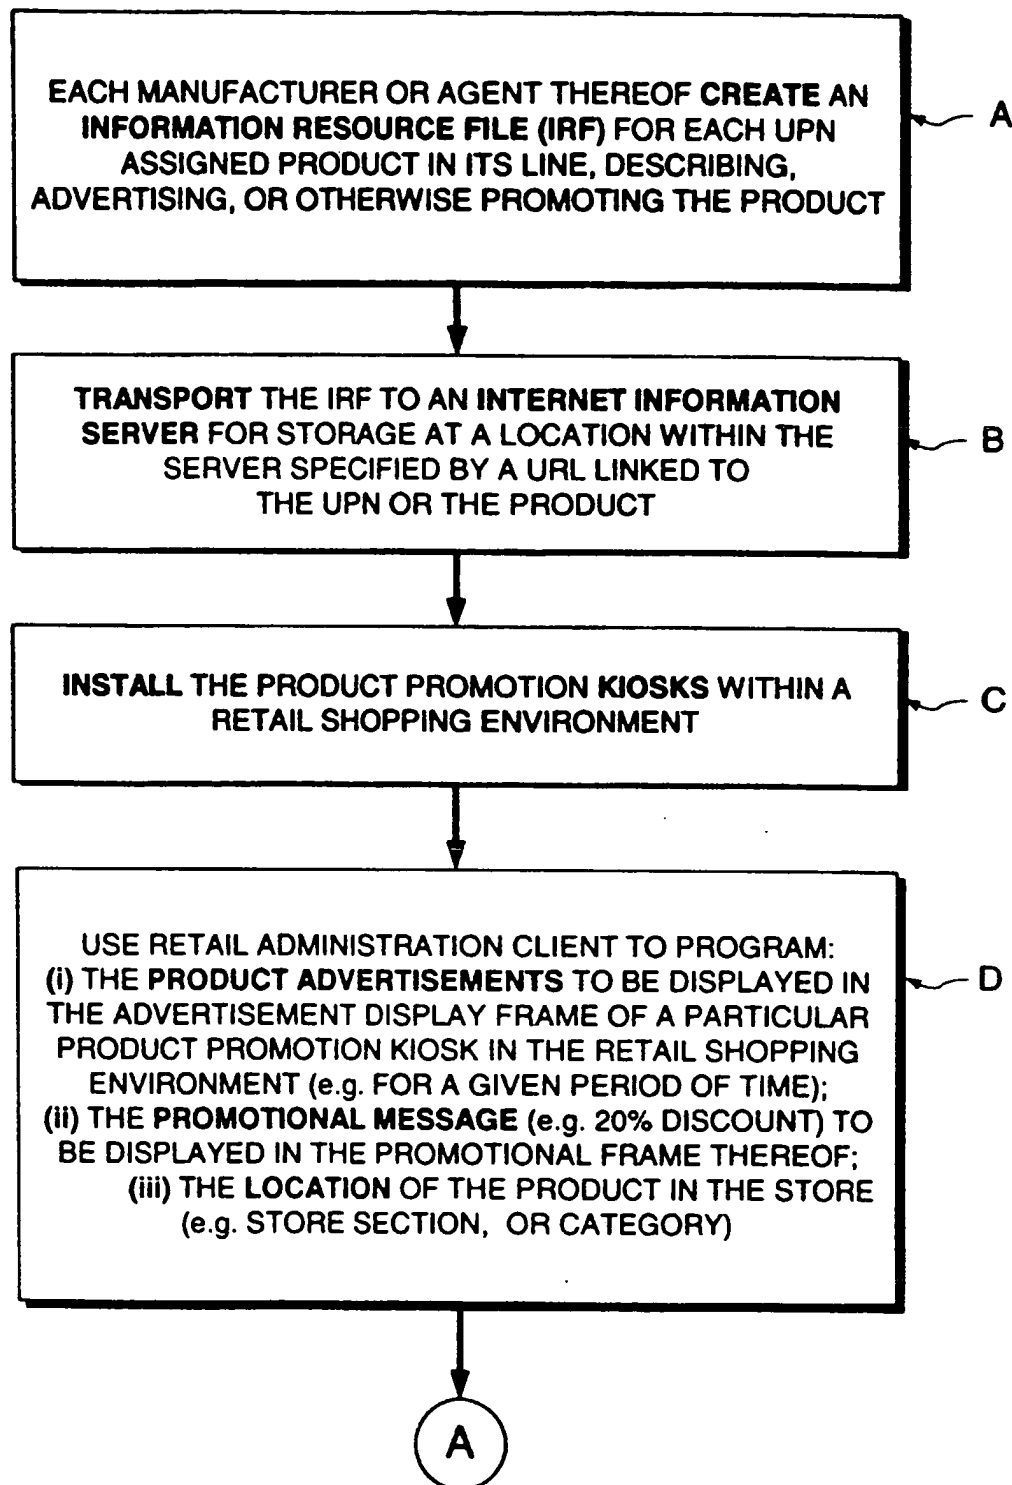 EACH MANUFACTURER OR AGENT THEREOF CREATE AN
INFORMATION RESOURCE FILE (IRF) FOR EACH UPN
ASSIGNED PRODUCT IN ITS LINE, DESCRIBING,
ADVERTISING, OR OTHERWISE PROMOTING THE PRODUCT
A
TRANSPORT THE IRF TO AN INTERNET INFORMATION
SERVER FOR STORAGE AT A LOCATION WITHIN THE
SERVER SPECIFIED BY A URL LINKED TO
THE UPN OR THE PRODUCT
B
INSTALL THE PRODUCT PROMOTION KIOSKS WITHIN A
RETAIL SHOPPING ENVIRONMENT
C
USE RETAIL ADMINISTRATION CLIENT TO PROGRAM:
(i) THE PRODUCT ADVERTISEMENTS TO BE DISPLAYED IN
THE ADVERTISEMENT DISPLAY FRAME OF A PARTICULAR
PRODUCT PROMOTION KIOSK IN THE RETAIL SHOPPING
ENVIRONMENT (e.g. FOR A GIVEN PERIOD OF TIME);
(ii) THE PROMOTIONAL MESSAGE (e.g. 20% DISCOUNT) TO
BE DISPLAYED IN THE PROMOTIONAL FRAME THEREOF;
(iii) THE LOCATION OF THE PRODUCT IN THE STORE
(e.g. STORE SECTION, OR CATEGORY)
D
A